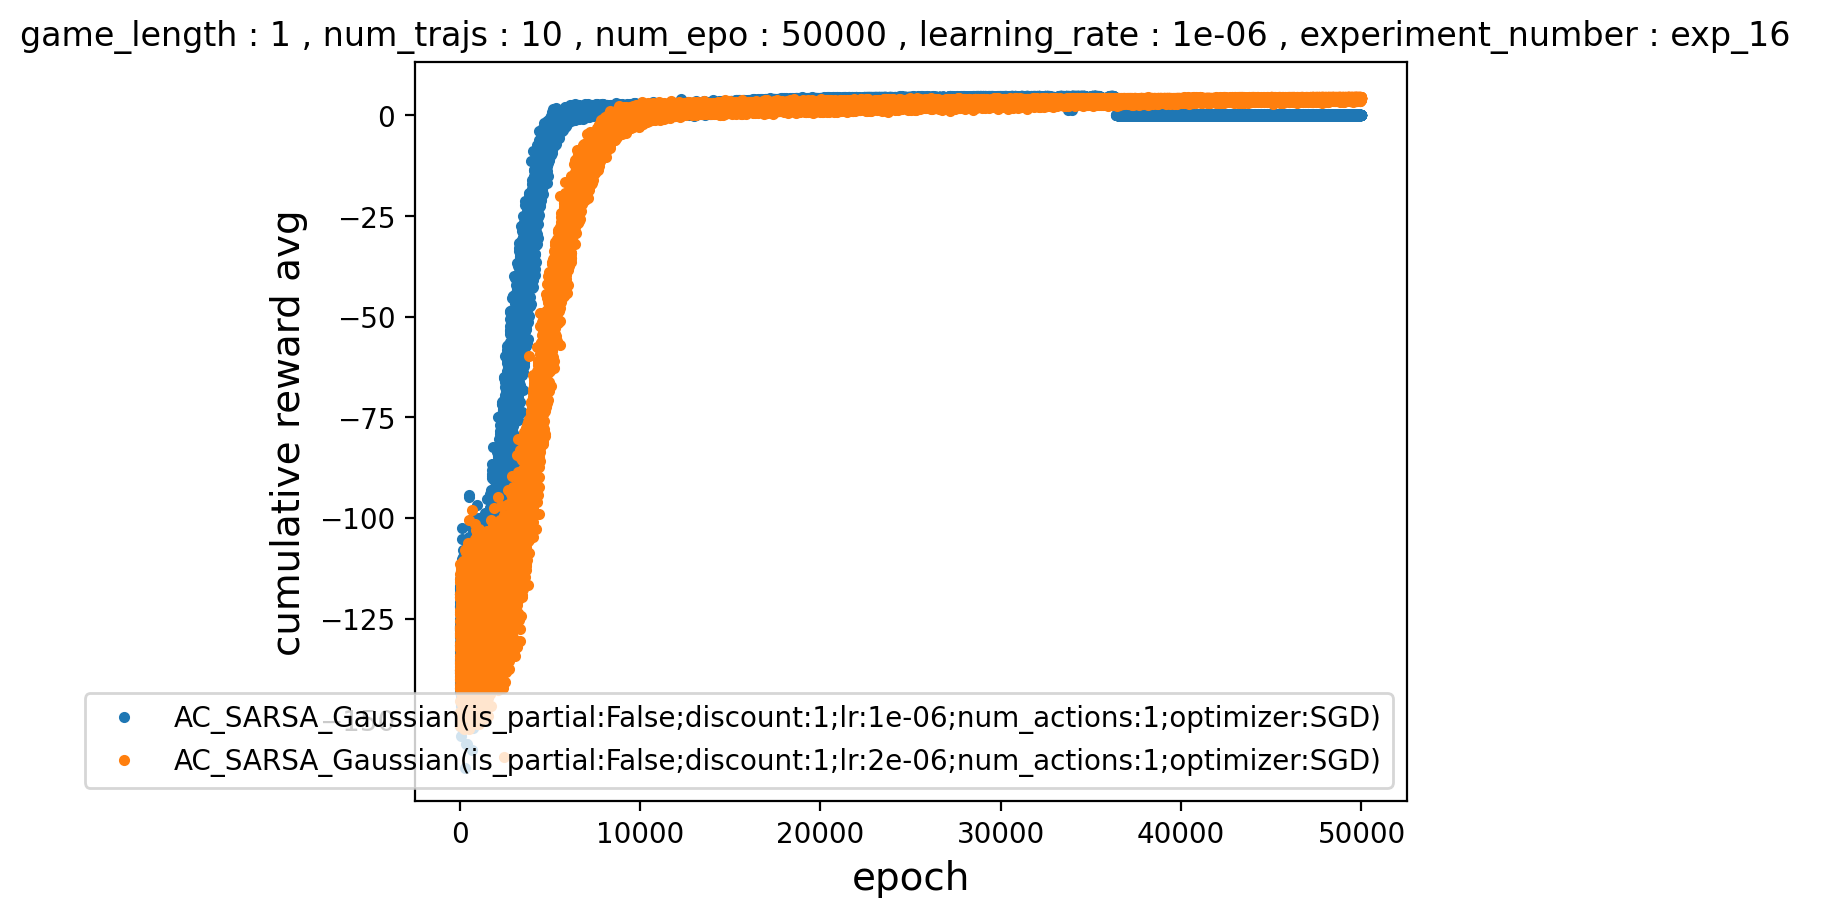 game_length : 1 , num_trajs : 10 , num_epo : 50000 , learning_rate : 1e-06 , experiment_number : exp_16
cumulative reward avg
0
−25
−50
−75
−100
−125
−150
AC_SARSA_Gaussian(is_partial:False;discount:1;lr:1e-06;num_actions:1;optimizer:SGD)
AC_SARSA_Gaussian(is_partial:False;discount:1;lr:2e-06;num_actions:1;optimizer:SGD)
0 10000 20000 30000 40000 50000
epoch